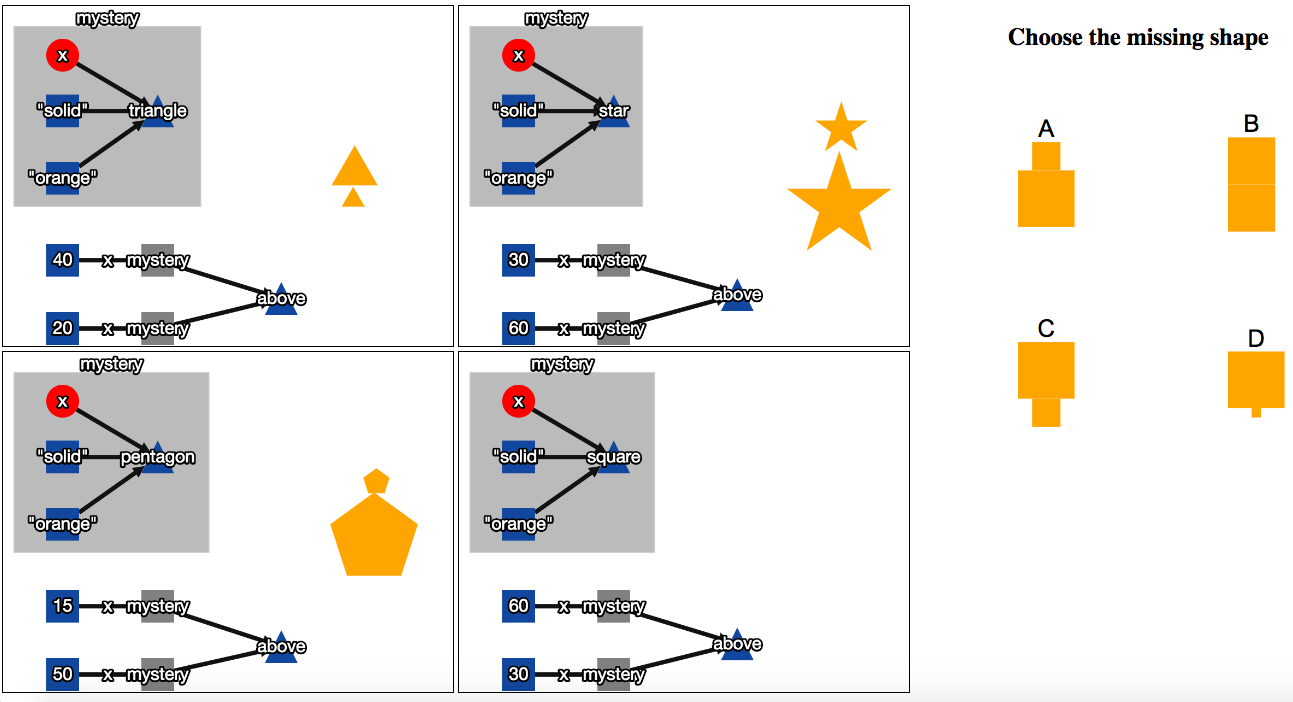 mystery
x
"solid"
triangle
"orange"
40 x mystery
above
20 x mystery
mystery
x
"solid"
star
"orange"
30 x mystery
above
60 x mystery
mystery
x
"solid"
pentagon
"orange"
15 x mystery
above
50 x mystery
mystery
x
"solid"
square
"orange"
60 x mystery
above
30 x mystery
Choose the missing shape
A
B
C
D